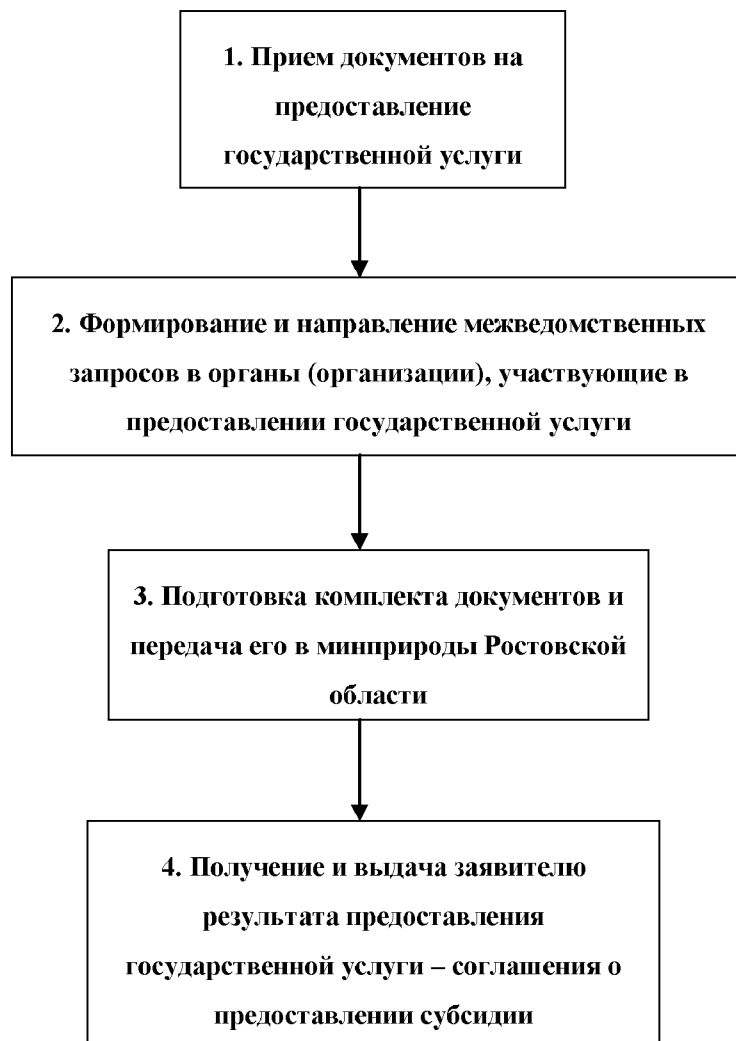 1. Прием документов на
предоставление
государственной услуги
2. Формирование и направление межведомственных
запросов в органы (организации), участвующие в
предоставлении государственной услуги
3. Подготовка комплекта документов и
передача его в минприроды Ростовской
области
4. Получение и выдача заявителю
результата предоставления
государственной услуги – соглашения о
предоставлении субсидии